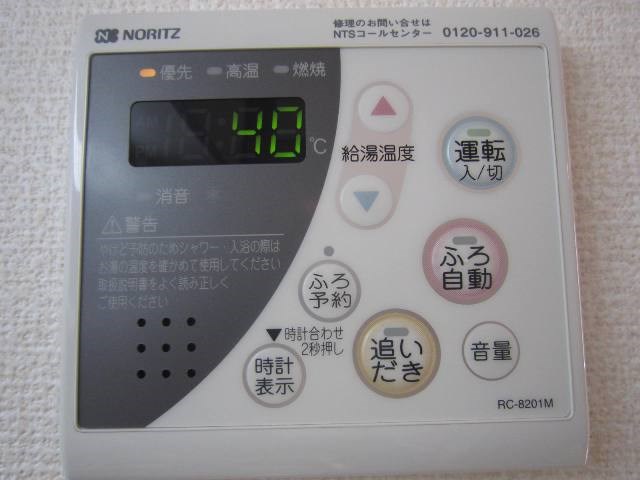 NORITZ
修理のお問い合せは
NTSコールセンター 0120-911-026
優先 高温 燃焼
40 ℃
給湯温度
運転
入/切
消音
警告
やけど予防のためシャワー・入浴の際は
お湯の温度を確かめて使用してください
取扱説明書をよく読み正しく
ご使用ください
ふろ
自動
ふろ
予約
▼時計合わせ
2秒押し
時計
表示
追い
だき
音量
RC-8201M